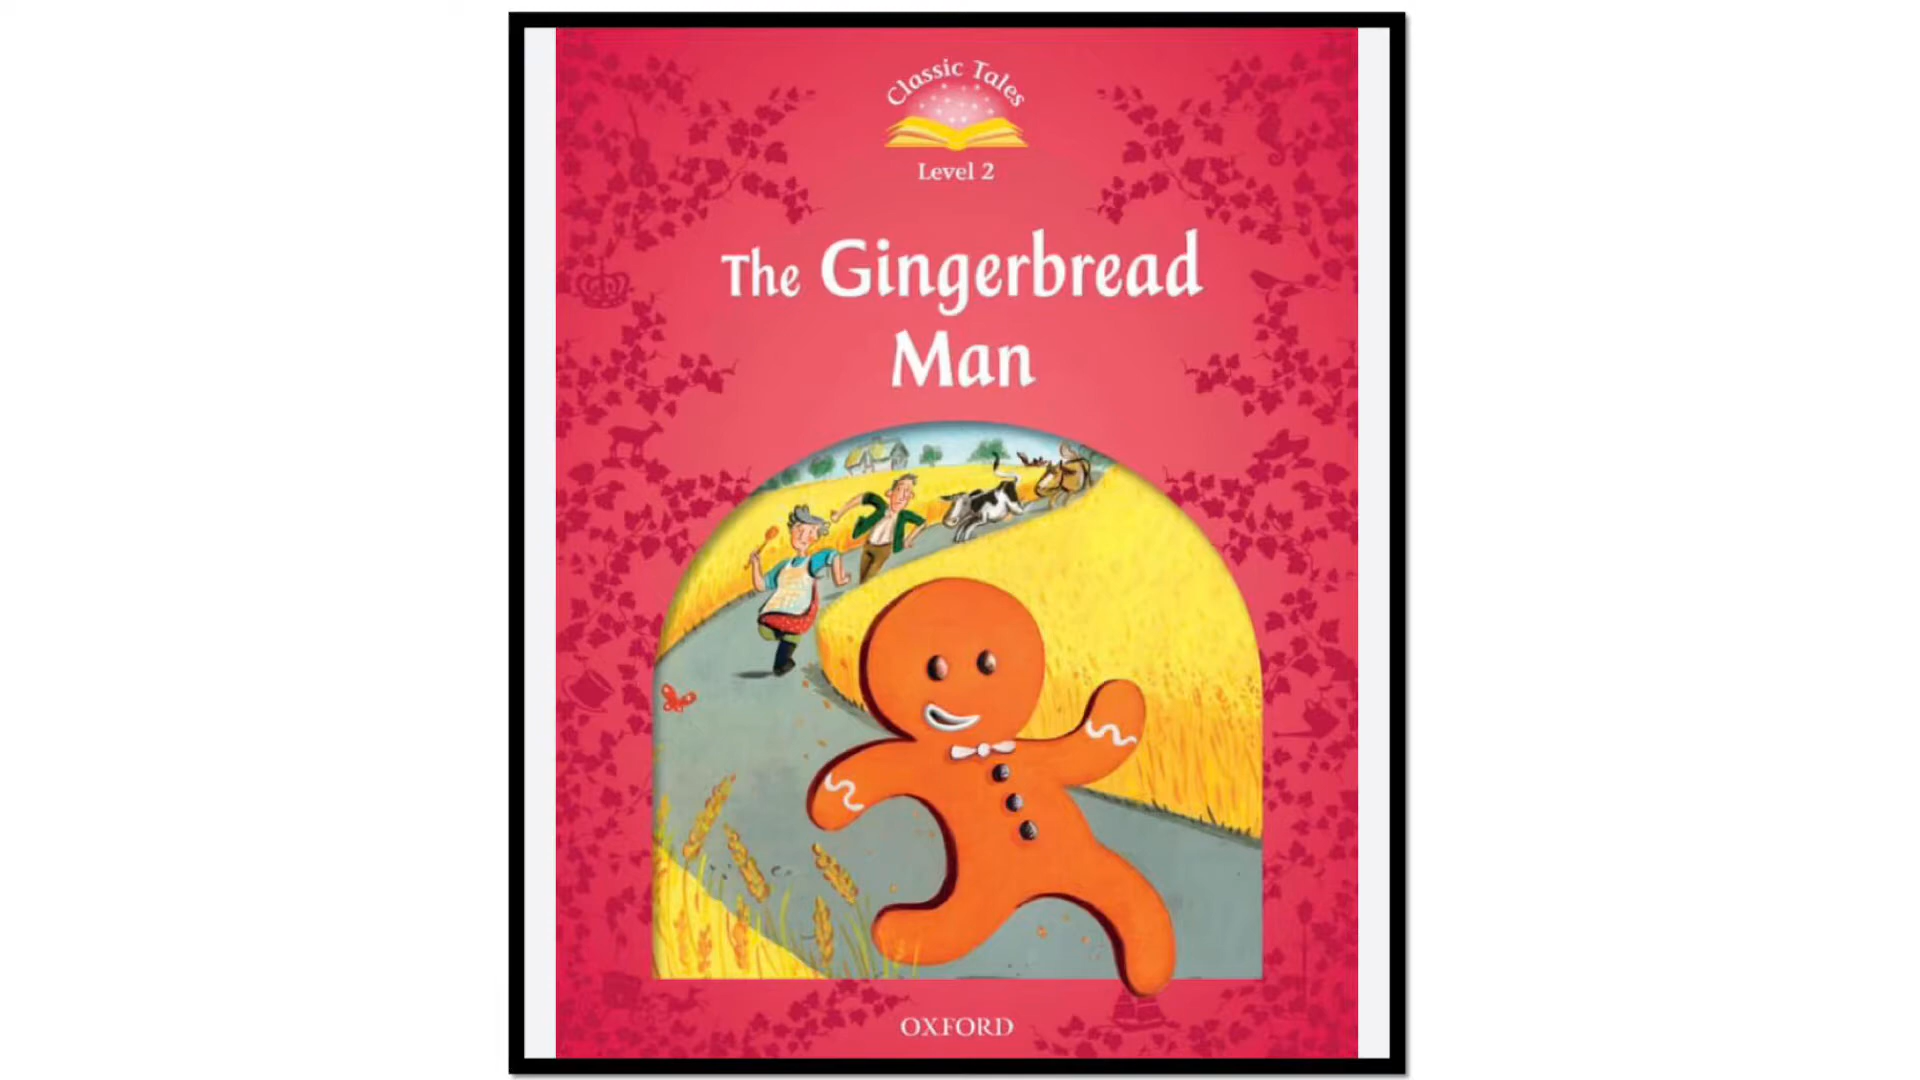 Classic Tales
Level 2
The Gingerbread
Man
OXFORD